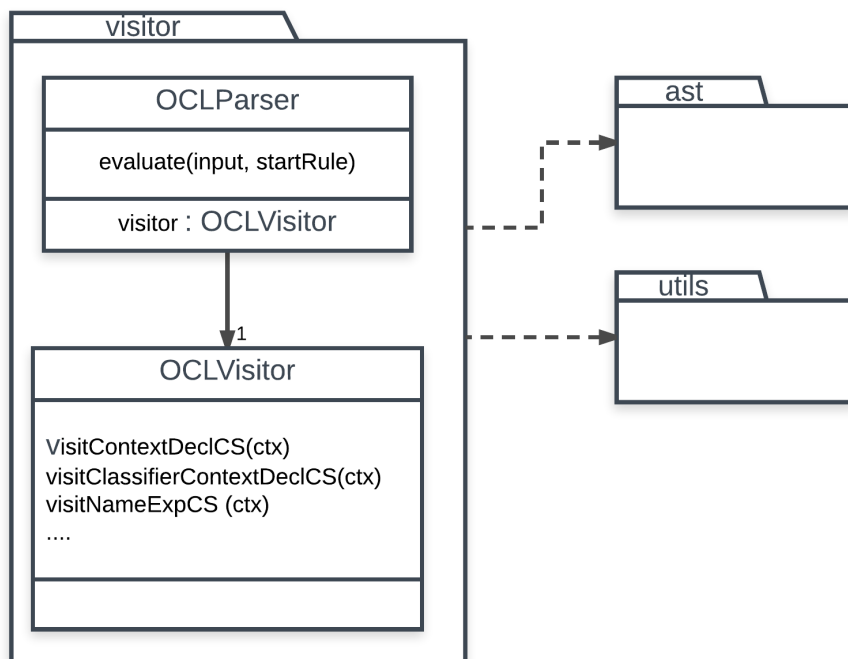 visitor
OCLParser
evaluate(input, startRule)
visitor : OCLVisitor
1
OCLVisitor
VisitContextDeclCS(ctx)
visitClassifierContextDeclCS(ctx)
visitNameExpCS (ctx)
....
ast
utils